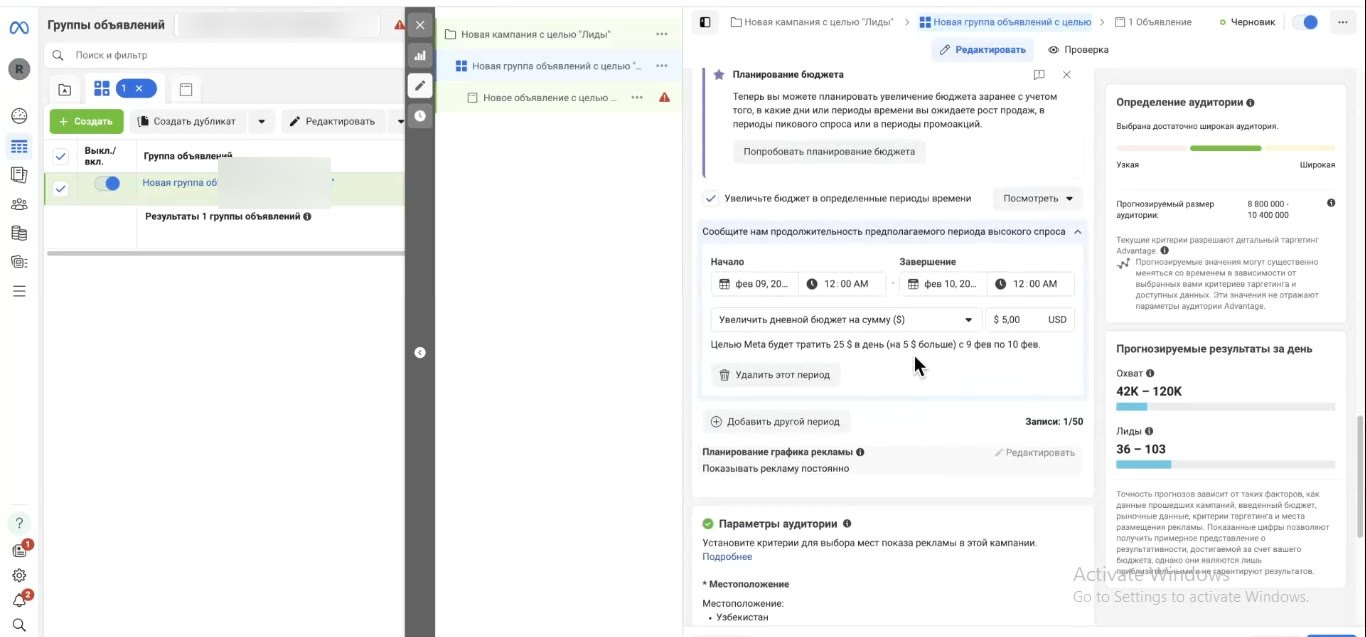 Группы объявлений
R
Поиск и фильтр
1 ×
+ Создать
Создать дубликат
Редактировать
Выкл./
вкл.
Группа объявлений
Новая группа об
Результаты 1 группы объявлений
?
1
2
Новая кампания с целью "Лиды"
Новая группа объявлений с целью "...
Новое объявление с целью ...
Новая кампания с целью "Лиды"
Новая группа объявлений с целью
1 Объявление
Черновик
Редактировать
Проверка
Планирование бюджета
Теперь вы можете планировать увеличение бюджета заранее с учетом
того, в какие дни или периоды времени вы ожидаете рост продаж, в
периоды пикового спроса или в периоды промоакций.
Попробовать планирование бюджета
Увеличьте бюджет в определенные периоды времени
Посмотреть
Сообщите нам продолжительность предполагаемого периода высокого спроса
Начало
Завершение
фев 09, 20...
12:00 AM
-
фев 10, 20...
12:00 AM
Увеличить дневной бюджет на сумму ($)
$ 5,00
USD
Целью Meta будет тратить 25 $ в день (на 5 $ больше) с 9 фев по 10 фев.
Удалить этот период
Добавить другой период
Записи: 1/50
Планирование графика рекламы
Редактировать
Показывать рекламу постоянно
Параметры аудитории
Установите критерии для выбора мест показа рекламы в этой кампании.
Подробнее
* Местоположение
Местоположение:
• Узбекистан
Определение аудитории
Выбрана достаточно широкая аудитория.
Узкая
Широкая
Прогнозируемый размер
аудитории:
8 800 000 -
10 400 000
Текущие критерии разрешают детальный таргетинг
Advantage.
Прогнозируемые значения могут существенно
меняться со временем в зависимости от
выбранных вами критериев таргетинга и
доступных данных. Эти значения не отражают
параметры аудитории Advantage.
Прогнозируемые результаты за день
Охват
42K – 120K
Лиды
36 – 103
Точность прогнозов зависит от таких факторов, как
данные прошедших кампаний, введенный бюджет,
рыночные данные, критерии таргетинга и места
размещения рекламы. Показанные цифры позволяют
получить примерное представление о
результативности, достигаемой за счет вашего
бюджета, однако они являются лишь
приблизительными и не гарантируют результатов.
Activate Windows
Go to Settings to activate Windows.